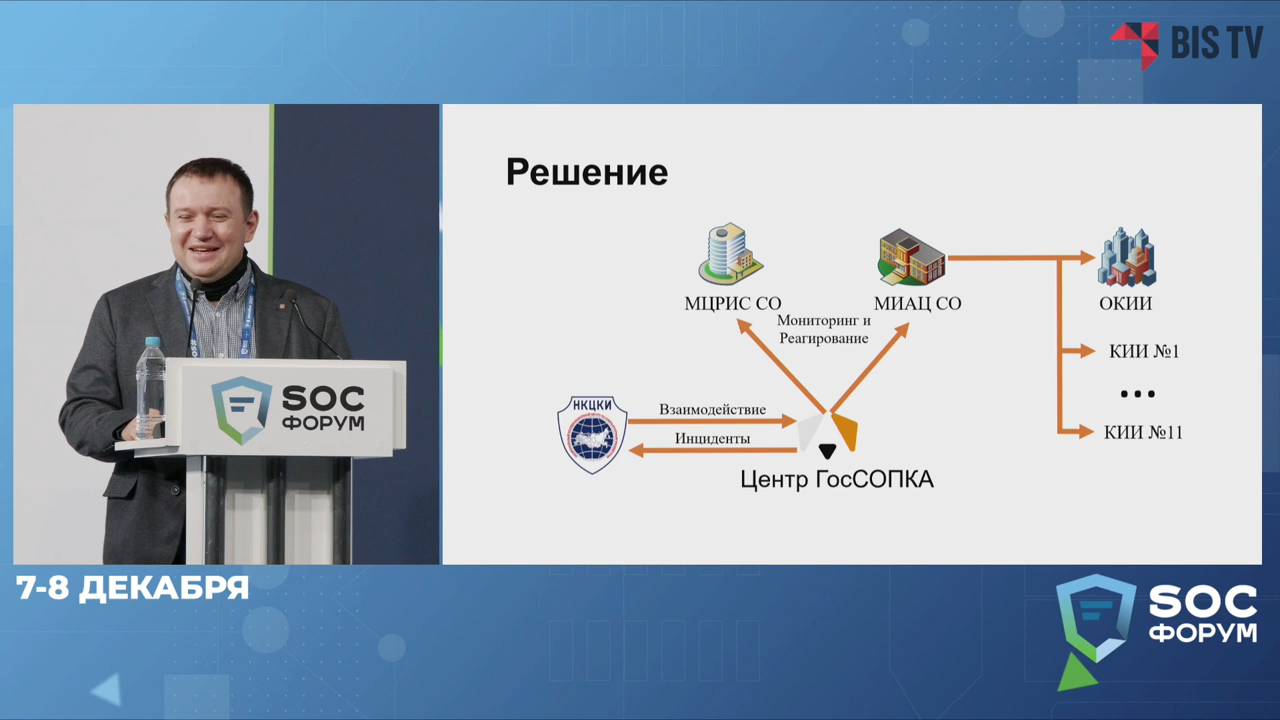 BIS TV
Решение
МЦРИС СО
МИАЦ СО
ОКИИ
Мониторинг и
Реагирование
КИИ №1
...
КИИ №11
НКЦКИ
Взаимодействие
Инциденты
Центр ГосСОПКА
SOC
ФОРУМ
7-8 ДЕКАБРЯ
SOC
ФОРУМ